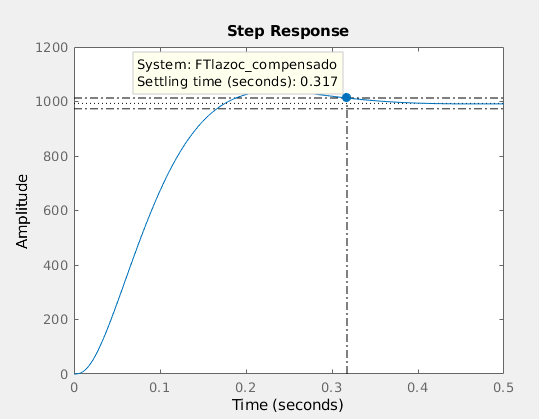 Step Response
1200
System: FTlazoc_compensado
Settling time (seconds): 0.317
1000
800
600
400
200
0
Amplitude
0 0.1 0.2 0.3 0.4 0.5
Time (seconds)